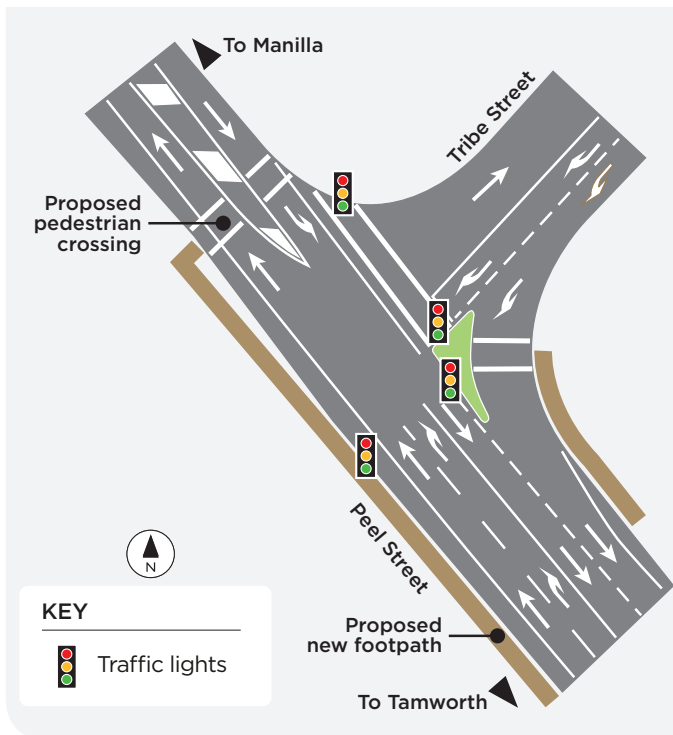 To Manilla
Tribe Street
Proposed
pedestrian
crossing
Peel Street
N
KEY
Traffic lights
Proposed
new footpath
To Tamworth